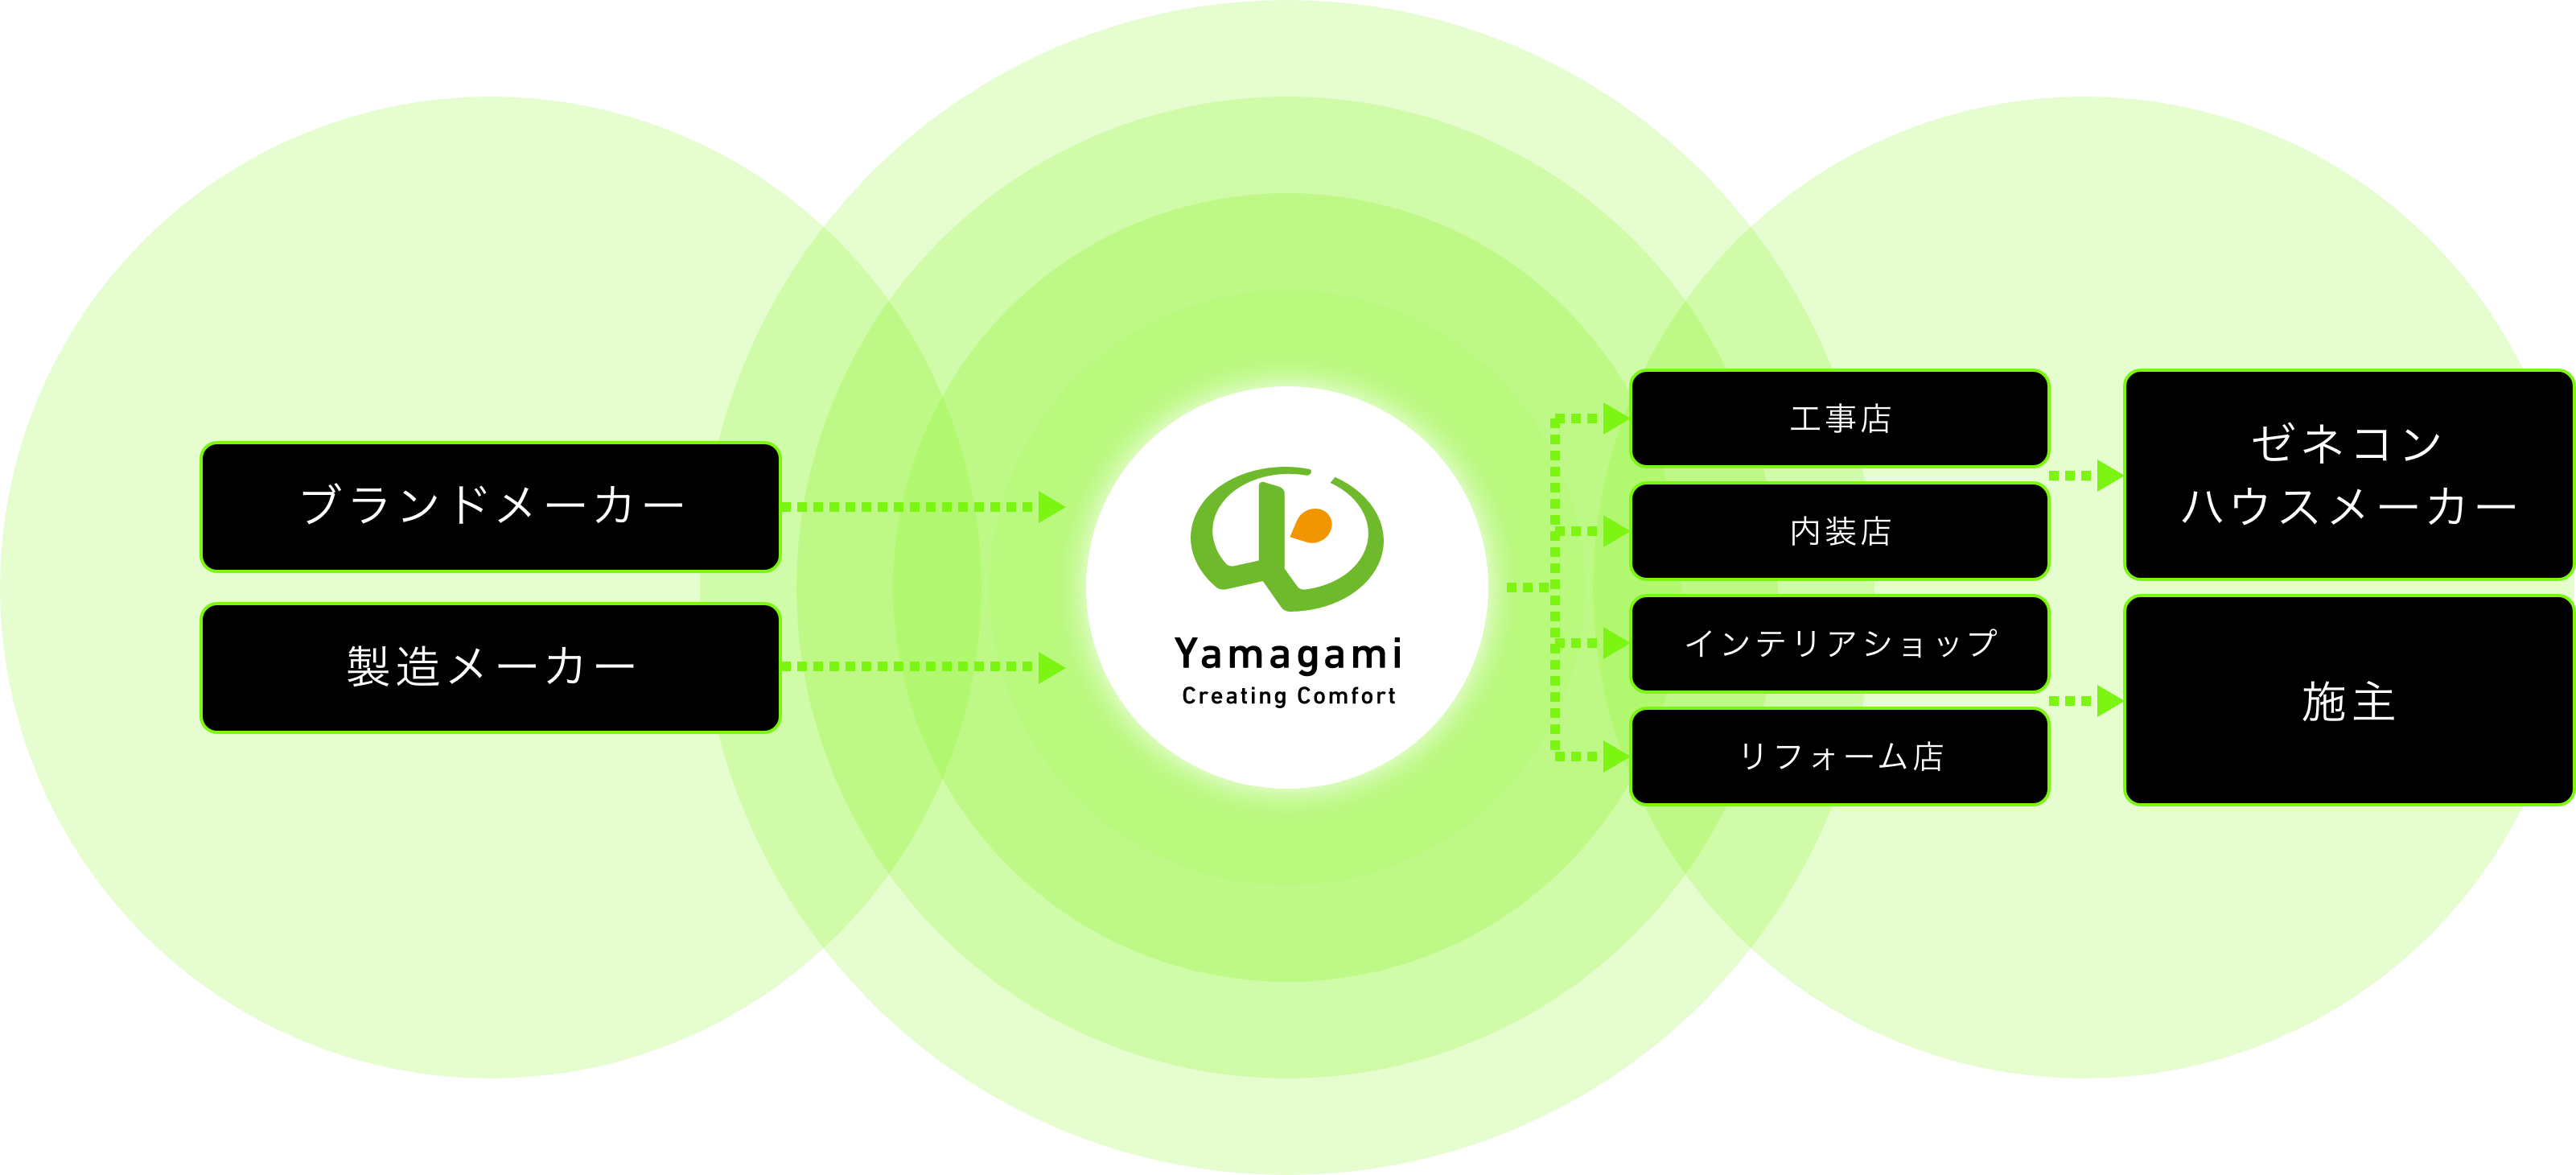 ブランドメーカー
製造メーカー
Yamagami
Creating Comfort
工事店
内装店
インテリアショップ
リフォーム店
ゼネコン
ハウスメーカー
施主